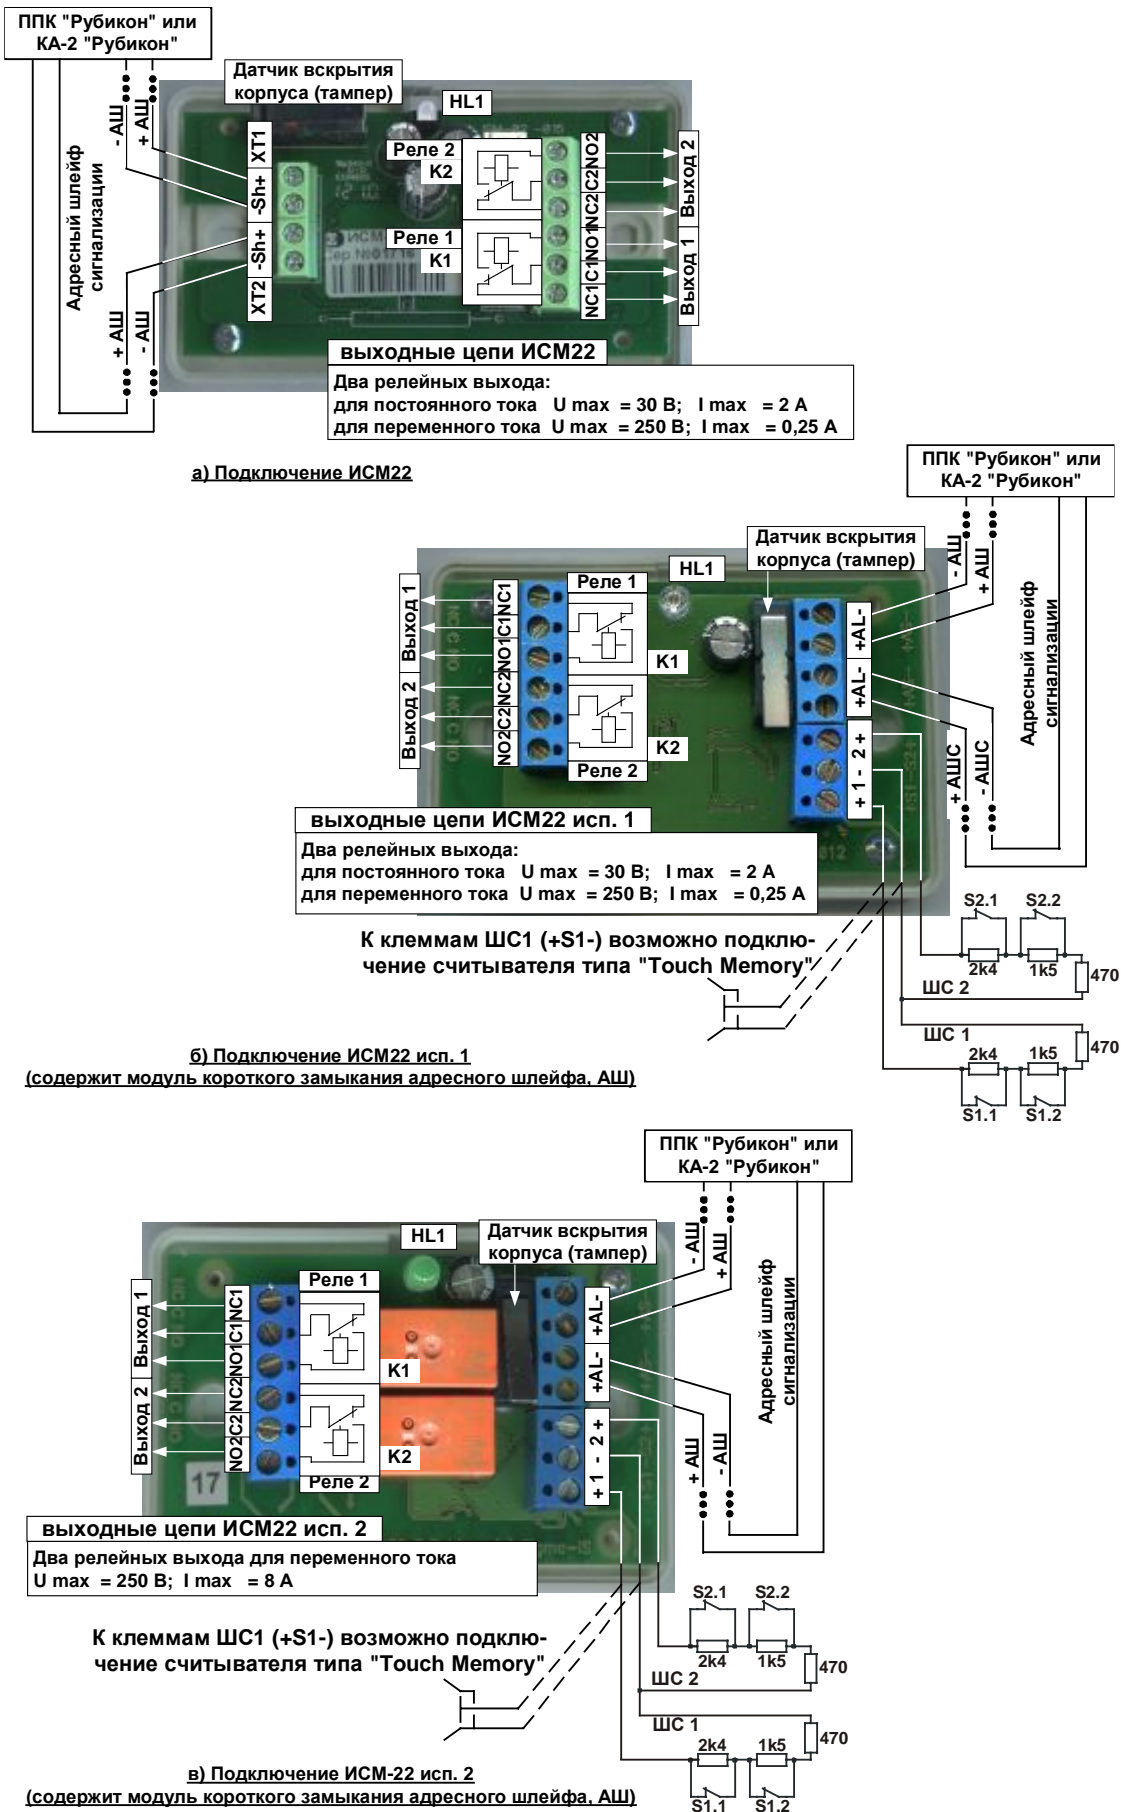 ППК "Рубикон" или
КА-2 "Рубикон"
Датчик вскрытия
корпуса (тампер)
HL1
- АШ
+ АШ
Адресный шлейф
сигнализации
XT1
-Sh+
-Sh+
XT2
+ АШ
- АШ
Реле 2
K2
Реле 1
K1
NO2
C2
NC2
NO1
C1
NC1
Выход 2
Выход 1
выходные цепи ИСМ22
Два релейных выхода:
для постоянного тока U max = 30 В; I max = 2 А
для переменного тока U max = 250 В; I max = 0,25 А
а) Подключение ИСМ22
ППК "Рубикон" или
КА-2 "Рубикон"
Датчик вскрытия
корпуса (тампер)
HL1
- АШ
+ АШ
Адресный шлейф
сигнализации
Выход 1
Выход 2
NC1
C1
NO1
NC2
C2
NO2
Реле 1
K1
K2
Реле 2
+AL-
+AL-
+ 1 - 2 +
+ АШС
- АШС
выходные цепи ИСМ22 исп. 1
Два релейных выхода:
для постоянного тока U max = 30 В; I max = 2 А
для переменного тока U max = 250 В; I max = 0,25 А
К клеммам ШС1 (+S1-) возможно подклю-
чение считывателя типа "Touch Memory"
S2.1
S2.2
2k4
1k5
470
ШС 2
ШС 1
2k4
1k5
470
S1.1
S1.2
б) Подключение ИСМ22 исп. 1
(содержит модуль короткого замыкания адресного шлейфа, АШ)
ППК "Рубикон" или
КА-2 "Рубикон"
HL1
Датчик вскрытия
корпуса (тампер)
- АШ
+ АШ
Адресный шлейф
сигнализации
Выход 1
Выход 2
NC1
C1
NO1
NC2
C2
NO2
Реле 1
K1
K2
Реле 2
+AL-
+AL-
+ 1 - 2 +
+ АШ
- АШ
17
выходные цепи ИСМ22 исп. 2
Два релейных выхода для переменного тока
U max = 250 В; I max = 8 А
К клеммам ШС1 (+S1-) возможно подклю-
чение считывателя типа "Touch Memory"
S2.1
S2.2
2k4
1k5
470
ШС 2
ШС 1
2k4
1k5
470
S1.1
S1.2
в) Подключение ИСМ-22 исп. 2
(содержит модуль короткого замыкания адресного шлейфа, АШ)